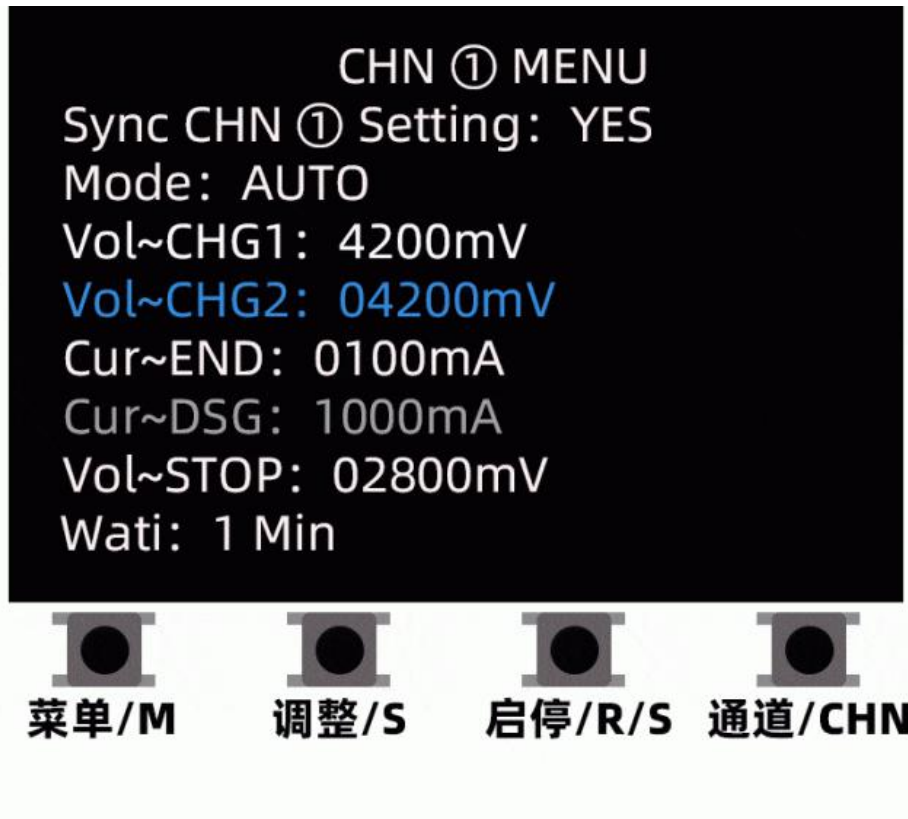 CHN ① MENU
Sync CHN ① Setting：YES
Mode：AUTO
Vol~CHG1：4200mV
Vol~CHG2：04200mV
Cur~END：0100mA
Cur~DSG：1000mA
Vol~STOP：02800mV
Wati：1 Min
菜单/M 调整/S 启停/R/S 通道/CHN